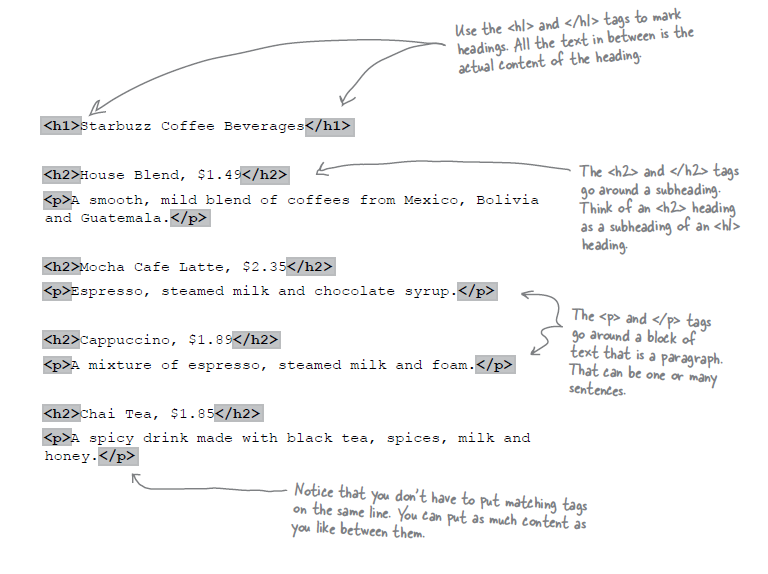 Use the <h1> and </h1> tags to mark
headings. All the text in between is the
actual content of the heading.
<h1>Starbuzz Coffee Beverages</h1>
<h2>House Blend, $1.49</h2>
<p>A smooth, mild blend of coffees from Mexico, Bolivia
and Guatemala.</p>
The <h2> and </h2> tags
go around a subheading.
Think of an <h2> heading
as a subheading of an <h1>
heading.
<h2>Mocha Cafe Latte, $2.35</h2>
<p>Espresso, steamed milk and chocolate syrup.</p>
<h2>Cappuccino, $1.89</h2>
<p>A mixture of espresso, steamed milk and foam.</p>
The <p> and </p> tags
go around a block of
text that is a paragraph.
That can be one or many
sentences.
<h2>Chai Tea, $1.85</h2>
<p>A spicy drink made with black tea, spices, milk and
honey.</p>
Notice that you don't have to put matching tags
on the same line. You can put as much content as
you like between them.